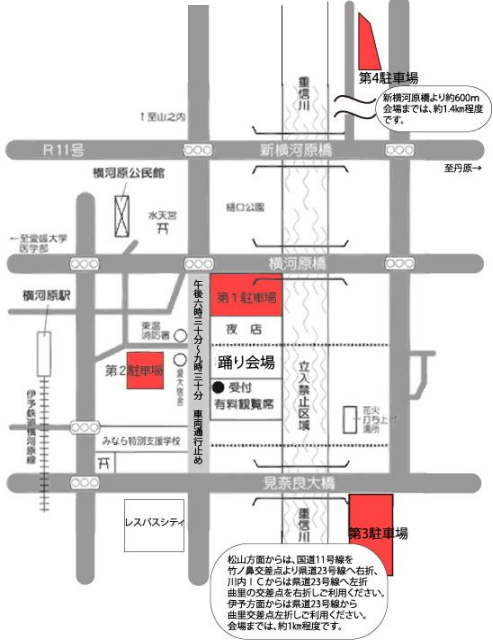 第4駐車場
重信川
新横河原橋より約600m
会場までは、約1.4km程度
です。
↑至山之内
R11号
新横河原橋
至丹原→
横河原公民館
水天宮
樋口公園
←至愛媛大学
医学部
横河原橋
横河原駅
午後六時三十分～九時三十分 車両通行止め
第1駐車場
夜店
東温
消防署
第2駐車場
愛大宿舎
踊り会場
受付
有料観覧席
立入禁止区域
花火
打ち上げ
場所
伊予鉄道横河原線
みなら特別支援学校
見奈良大橋
レスパスシティ
重信川
第3駐車場
松山方面からは、国道11号線を
竹ノ鼻交差点より県道23号線へ右折、
川内ICからは県道23号線へ左折
曲里の交差点を右折しご利用ください。
伊予方面からは県道23号線から
曲里交差点左折しご利用ください。
会場までは、約1km程度です。